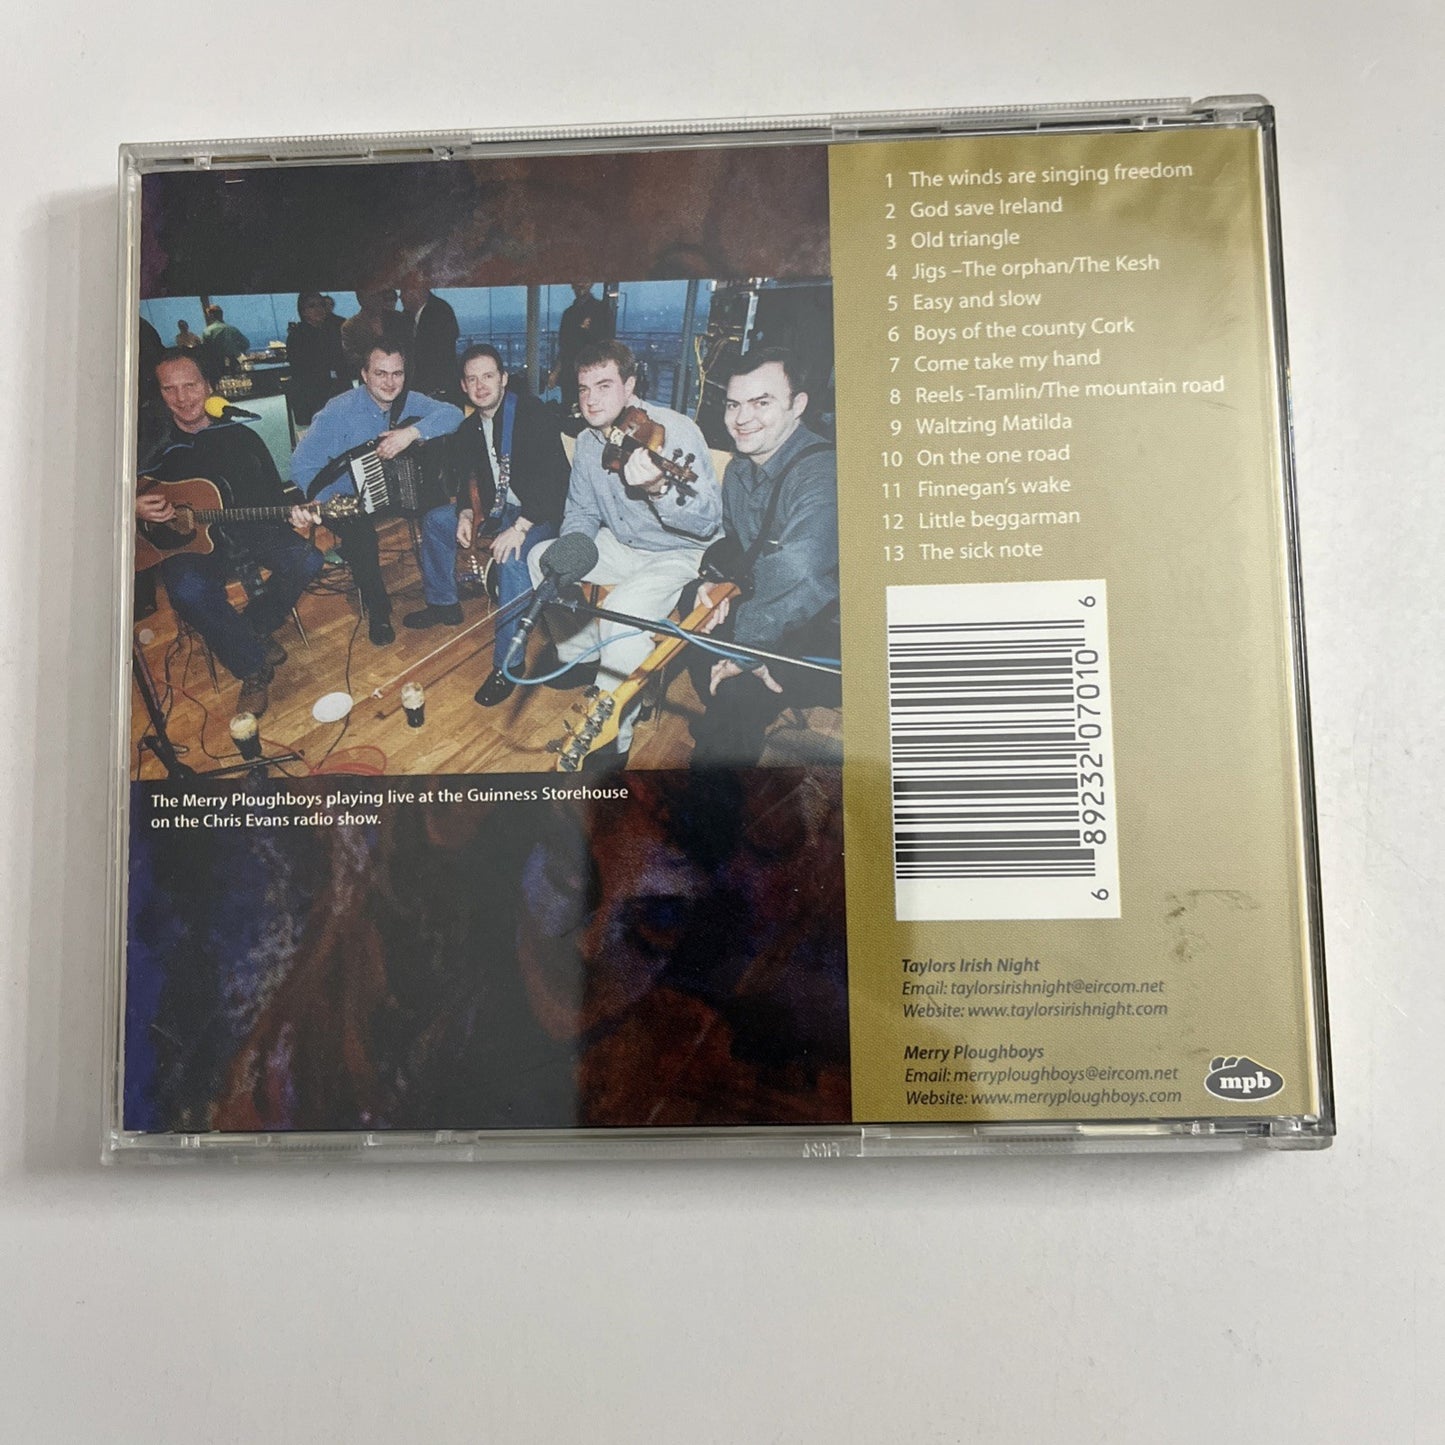 1 The winds are singing freedom
2 God save Ireland
3 Old triangle
4 Jigs –The orphan/The Kesh
5 Easy and slow
6 Boys of the county Cork
7 Come take my hand
8 Reels -Tamlin/The mountain road
9 Waltzing Matilda
10 On the one road
11 Finnegan's wake
12 Little beggarman
13 The sick note
6 89232 07010 6
The Merry Ploughboys playing live at the Guinness Storehouse
on the Chris Evans radio show.
Taylors Irish Night
Email: taylorsirishnight@eircom.net
Website: www.taylorsirishnight.com
Merry Ploughboys
Email: merryploughboys@eircom.net
Website: www.merryploughboys.com
mpb